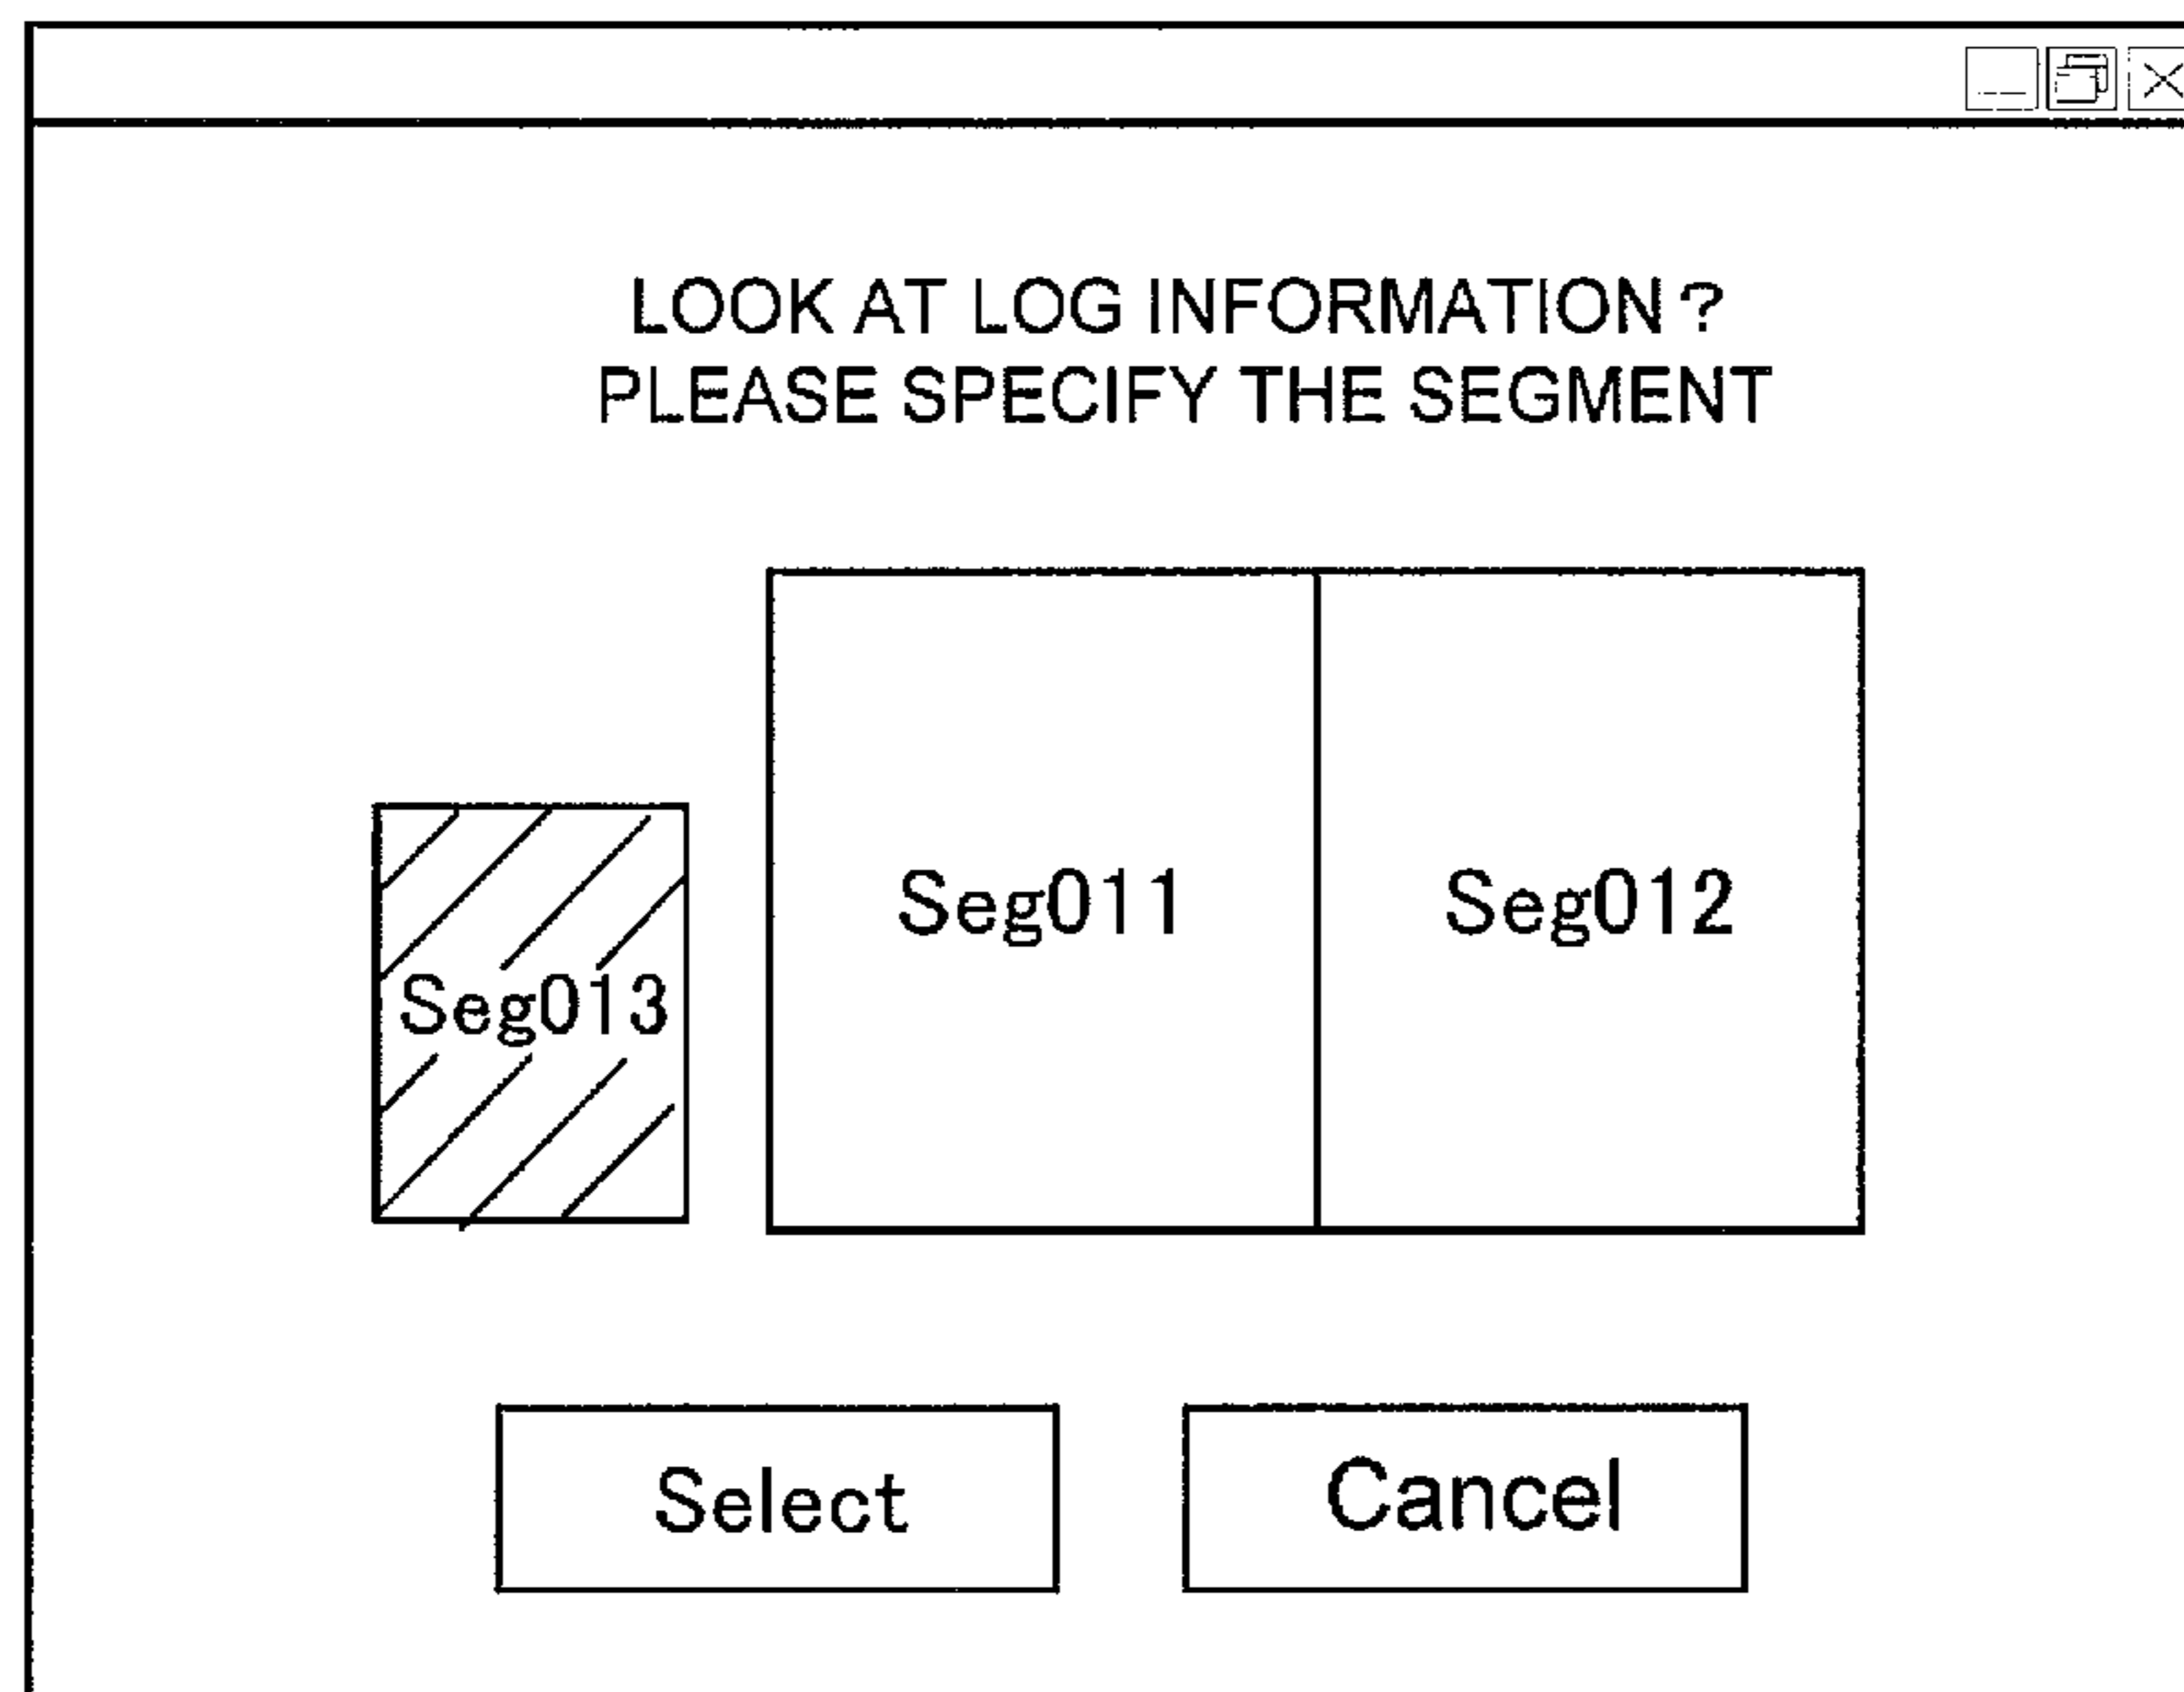 LOOK AT LOG INFORMATION ?
PLEASE SPECIFY THE SEGMENT
Seg011
Seg012
Seg013
Select
Cancel